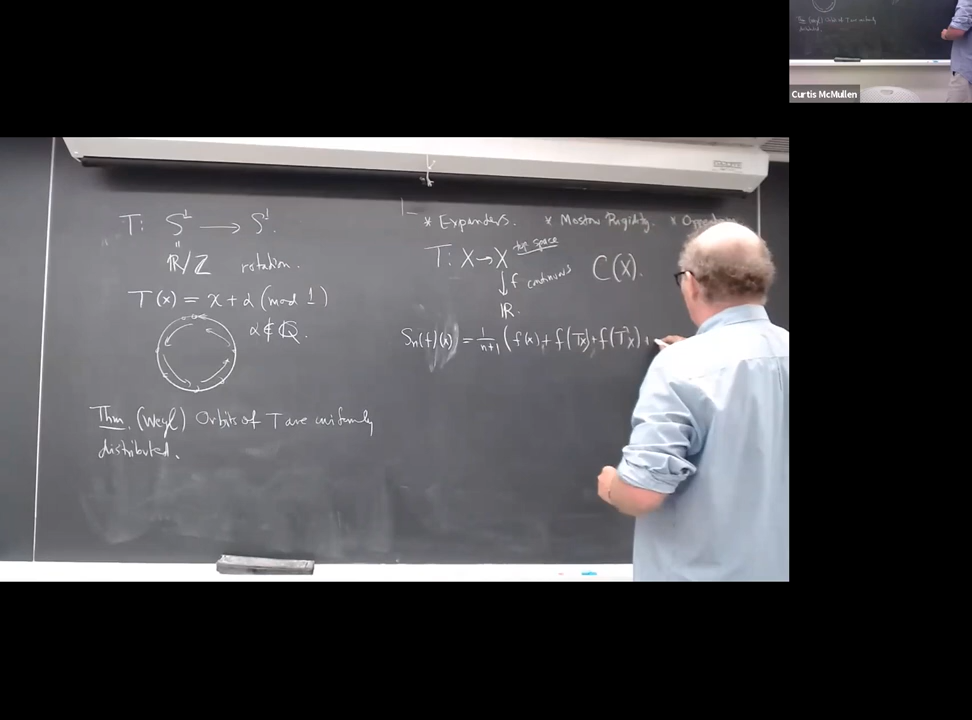 Curtis McMullen
T: S¹ → S¹.
"
ℝ/ℤ rotation.
T(x) = x + α (mod 1)
α ∉ ℚ.
Thm. (Weyl) Orbits of T are uniformly
distributed.
* Expanders. * Mostow Rigidity. *
T: X → X top space
↓ f continuous C(X).
ℝ.
Sn(f)(x) = 1/n+1 (f(x) + f(Tx) + f(T²x) +